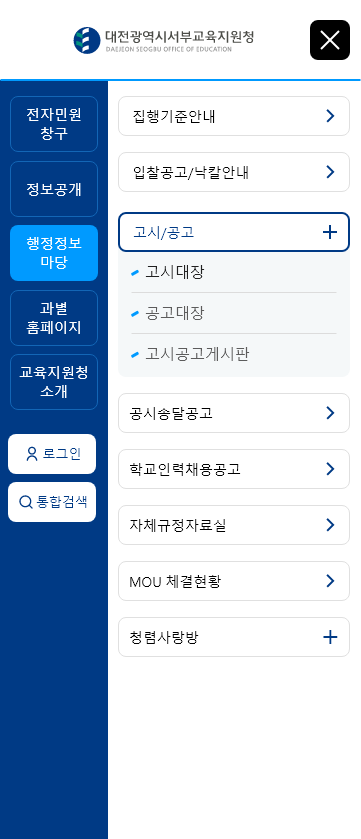 대전광역시서부교육지원청
DAEJEON SEOGBU OFFICE OF EDUCATION
전자민원
창구
정보공개
행정정보
마당
과별
홈페이지
교육지원청
소개
로그인
통합검색
집행기준안내
입찰공고/낙찰안내
고시/공고
고시대장
공고대장
고시공고게시판
공시송달공고
학교인력채용공고
자체규정자료실
MOU 체결현황
청렴사랑방